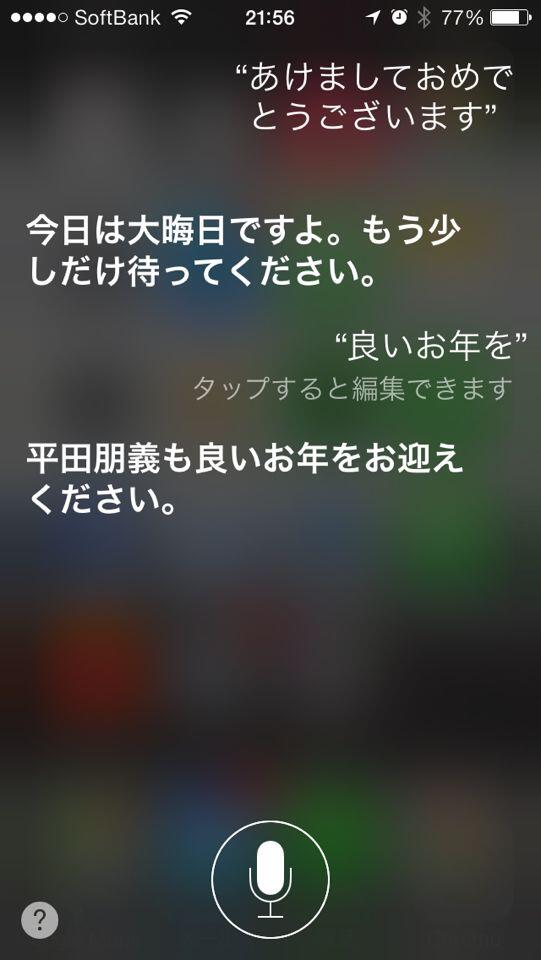 SoftBank 21:56 77%
“あけましておめで
とうございます”
今日は大晦日ですよ。もう少
しだけ待ってください。
“良いお年を”
タップすると編集できます
平田朋義も良いお年をお迎え
ください。
?